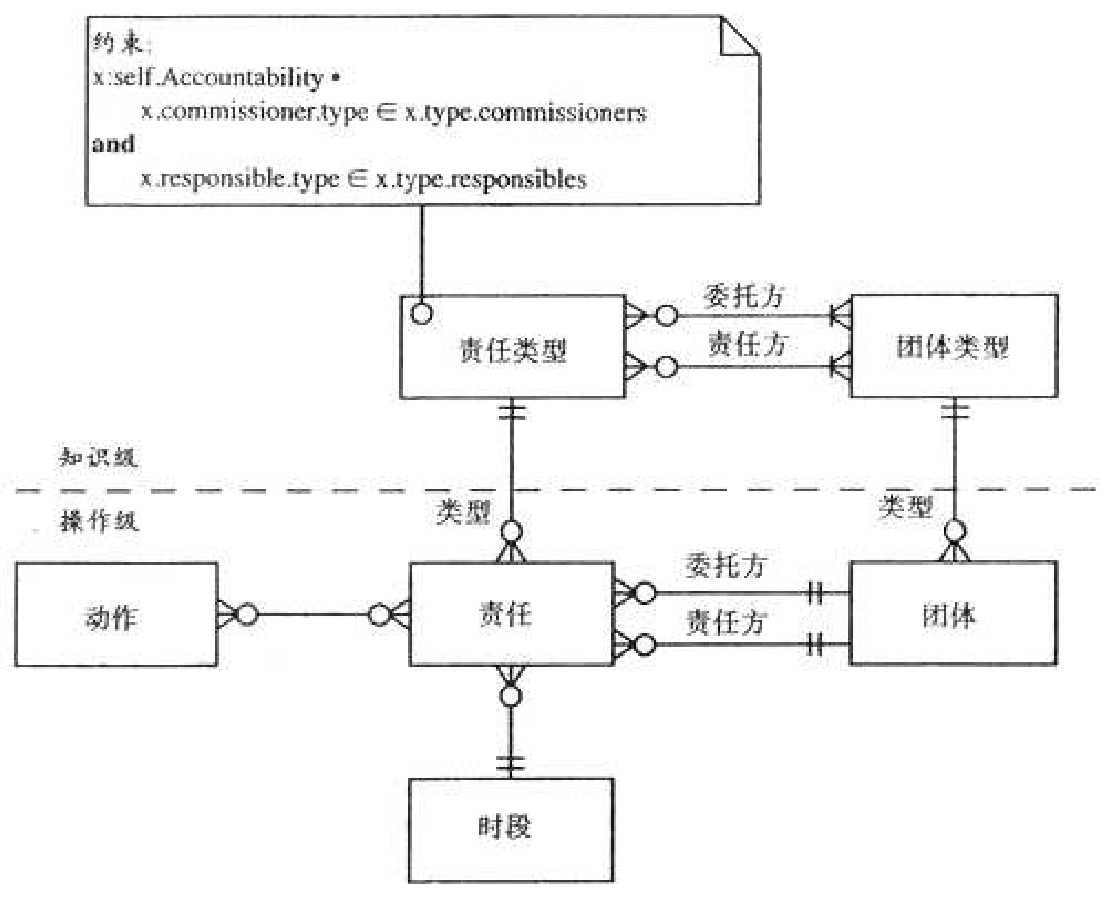 约束:
x:self.Accountability •
x.commissioner.type ∈ x.type.commissioners
and
x.responsible.type ∈ x.type.responsibles
委托方
责任类型
责任方
团体类型
知识级
操作级
类型
类型
动作
责任
委托方
责任方
团体
时段